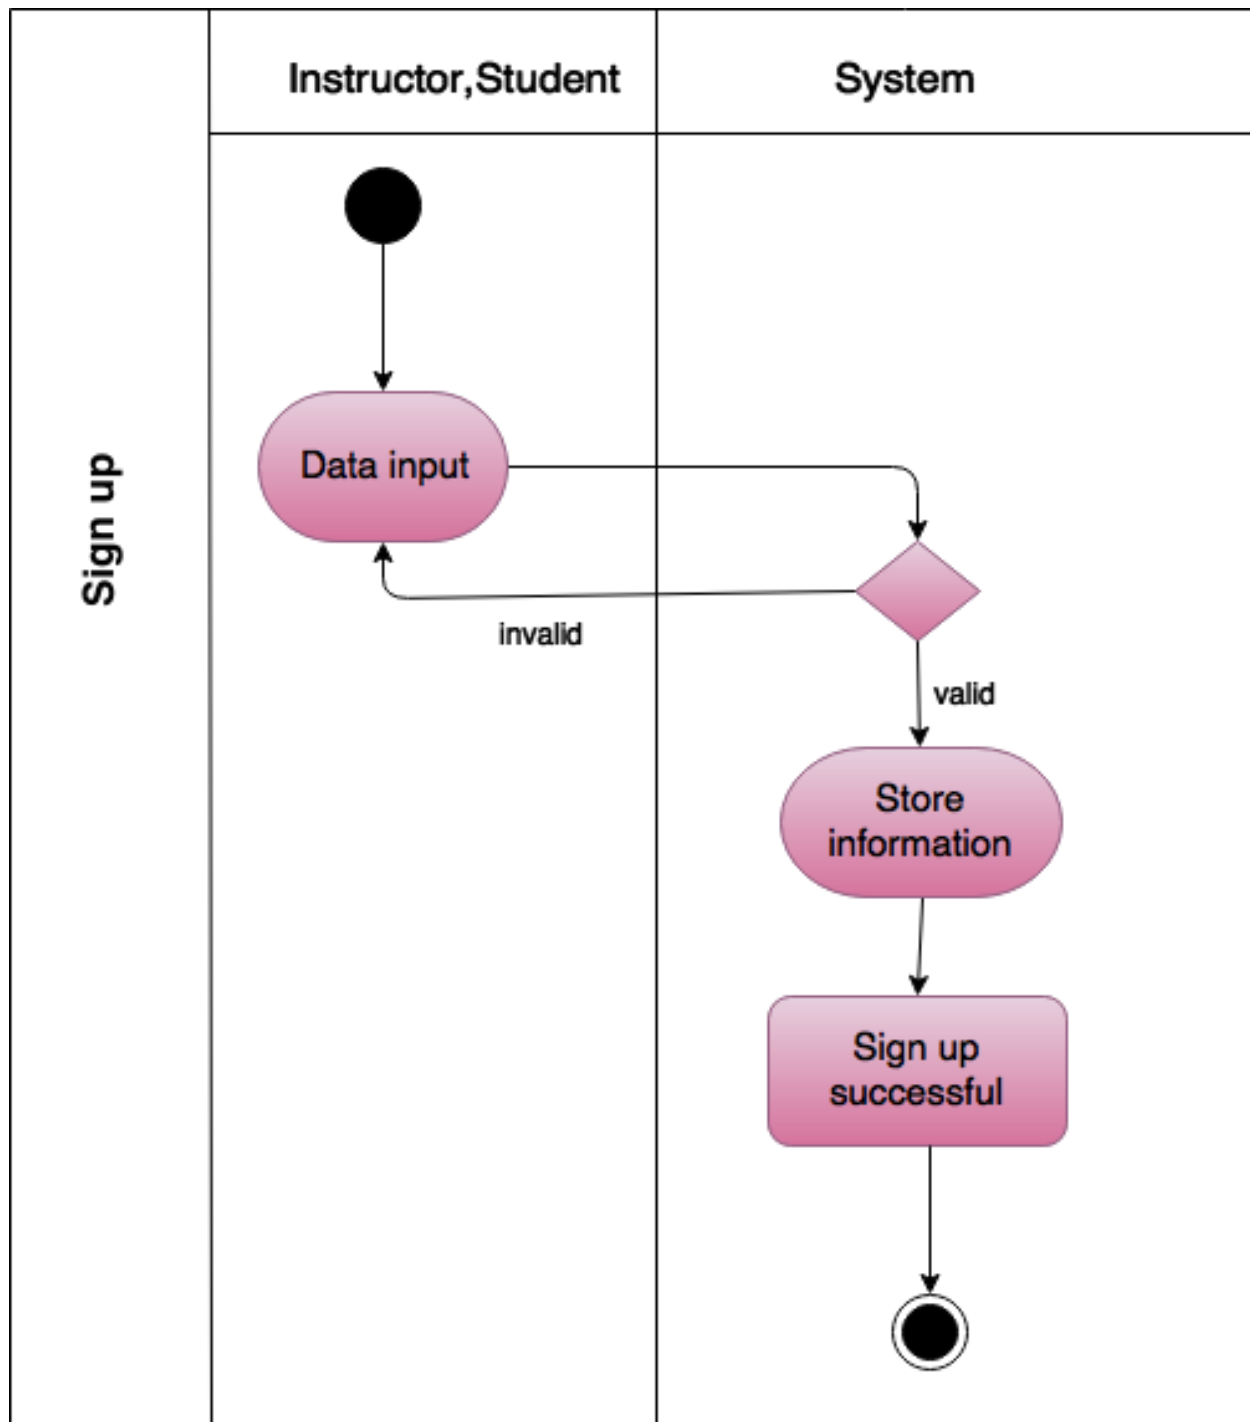 Instructor,Student
System
Sign up
Data input
invalid
valid
Store
information
Sign up
successful